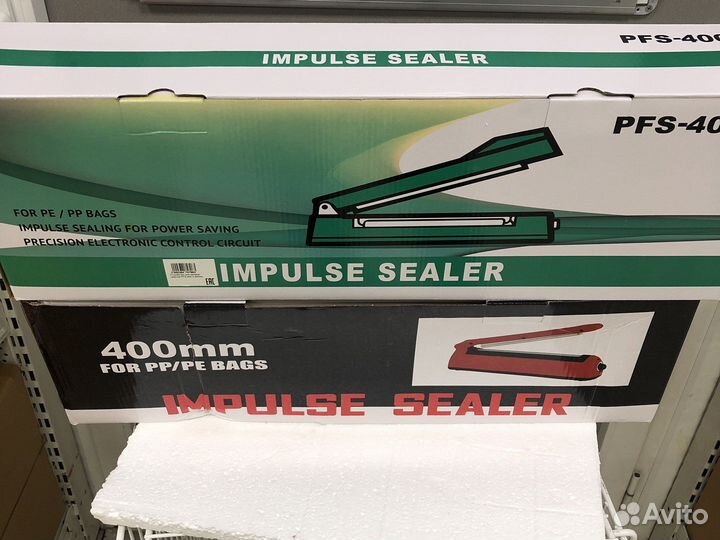 IMPULSE SEALER
PFS-400
PFS-40
FOR PE / PP BAGS
IMPULSE SEALING FOR POWER SAVING
PRECISION ELECTRONIC CONTROL CIRCUIT
EAC
IMPULSE SEALER
400mm
FOR PP/PE BAGS
IMPULSE SEALER
Avito